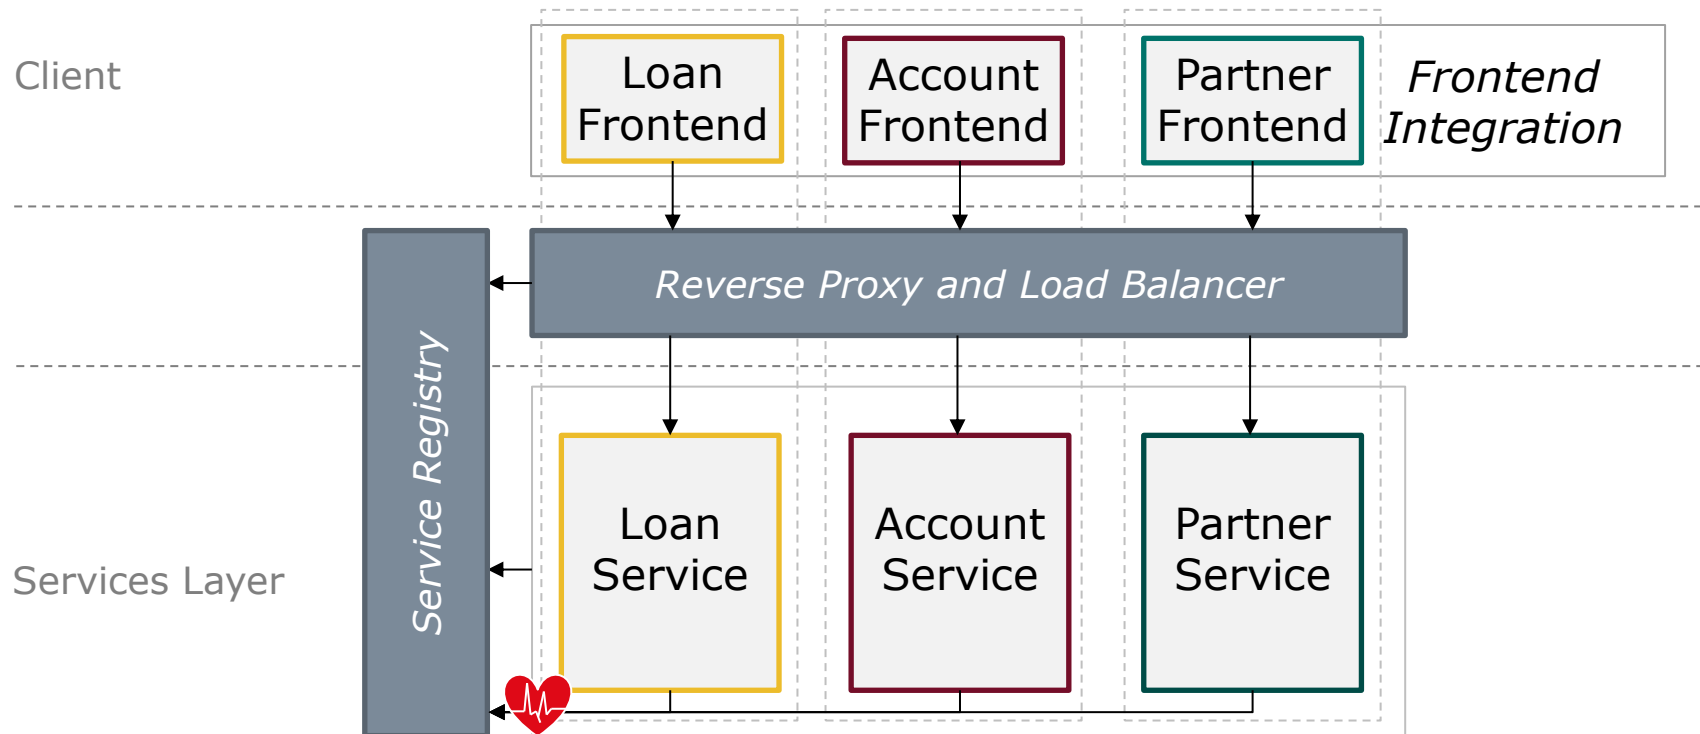 Client
Loan
Frontend
Account
Frontend
Partner
Frontend
Frontend
Integration
Reverse Proxy and Load Balancer
Service Registry
Services Layer
Loan
Service
Account
Service
Partner
Service